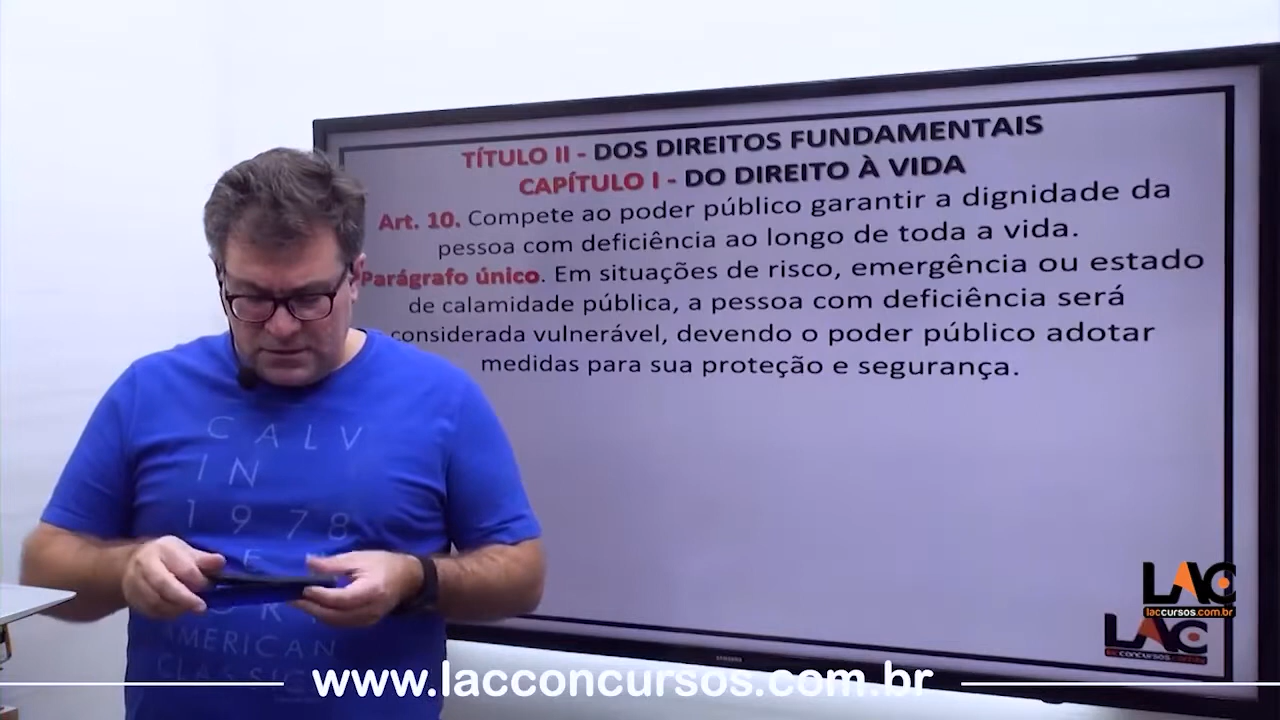 TÍTULO II - DOS DIREITOS FUNDAMENTAIS
CAPÍTULO I - DO DIREITO À VIDA
Art. 10. Compete ao poder público garantir a dignidade da
pessoa com deficiência ao longo de toda a vida.
Parágrafo único. Em situações de risco, emergência ou estado
de calamidade pública, a pessoa com deficiência será
considerada vulnerável, devendo o poder público adotar
medidas para sua proteção e segurança.
CALV
IN
1978
AMERICAN
CLASSIC
LAC
laccursos.com.br
LAC
SAMSUNG
www.lacconcursos.com.br